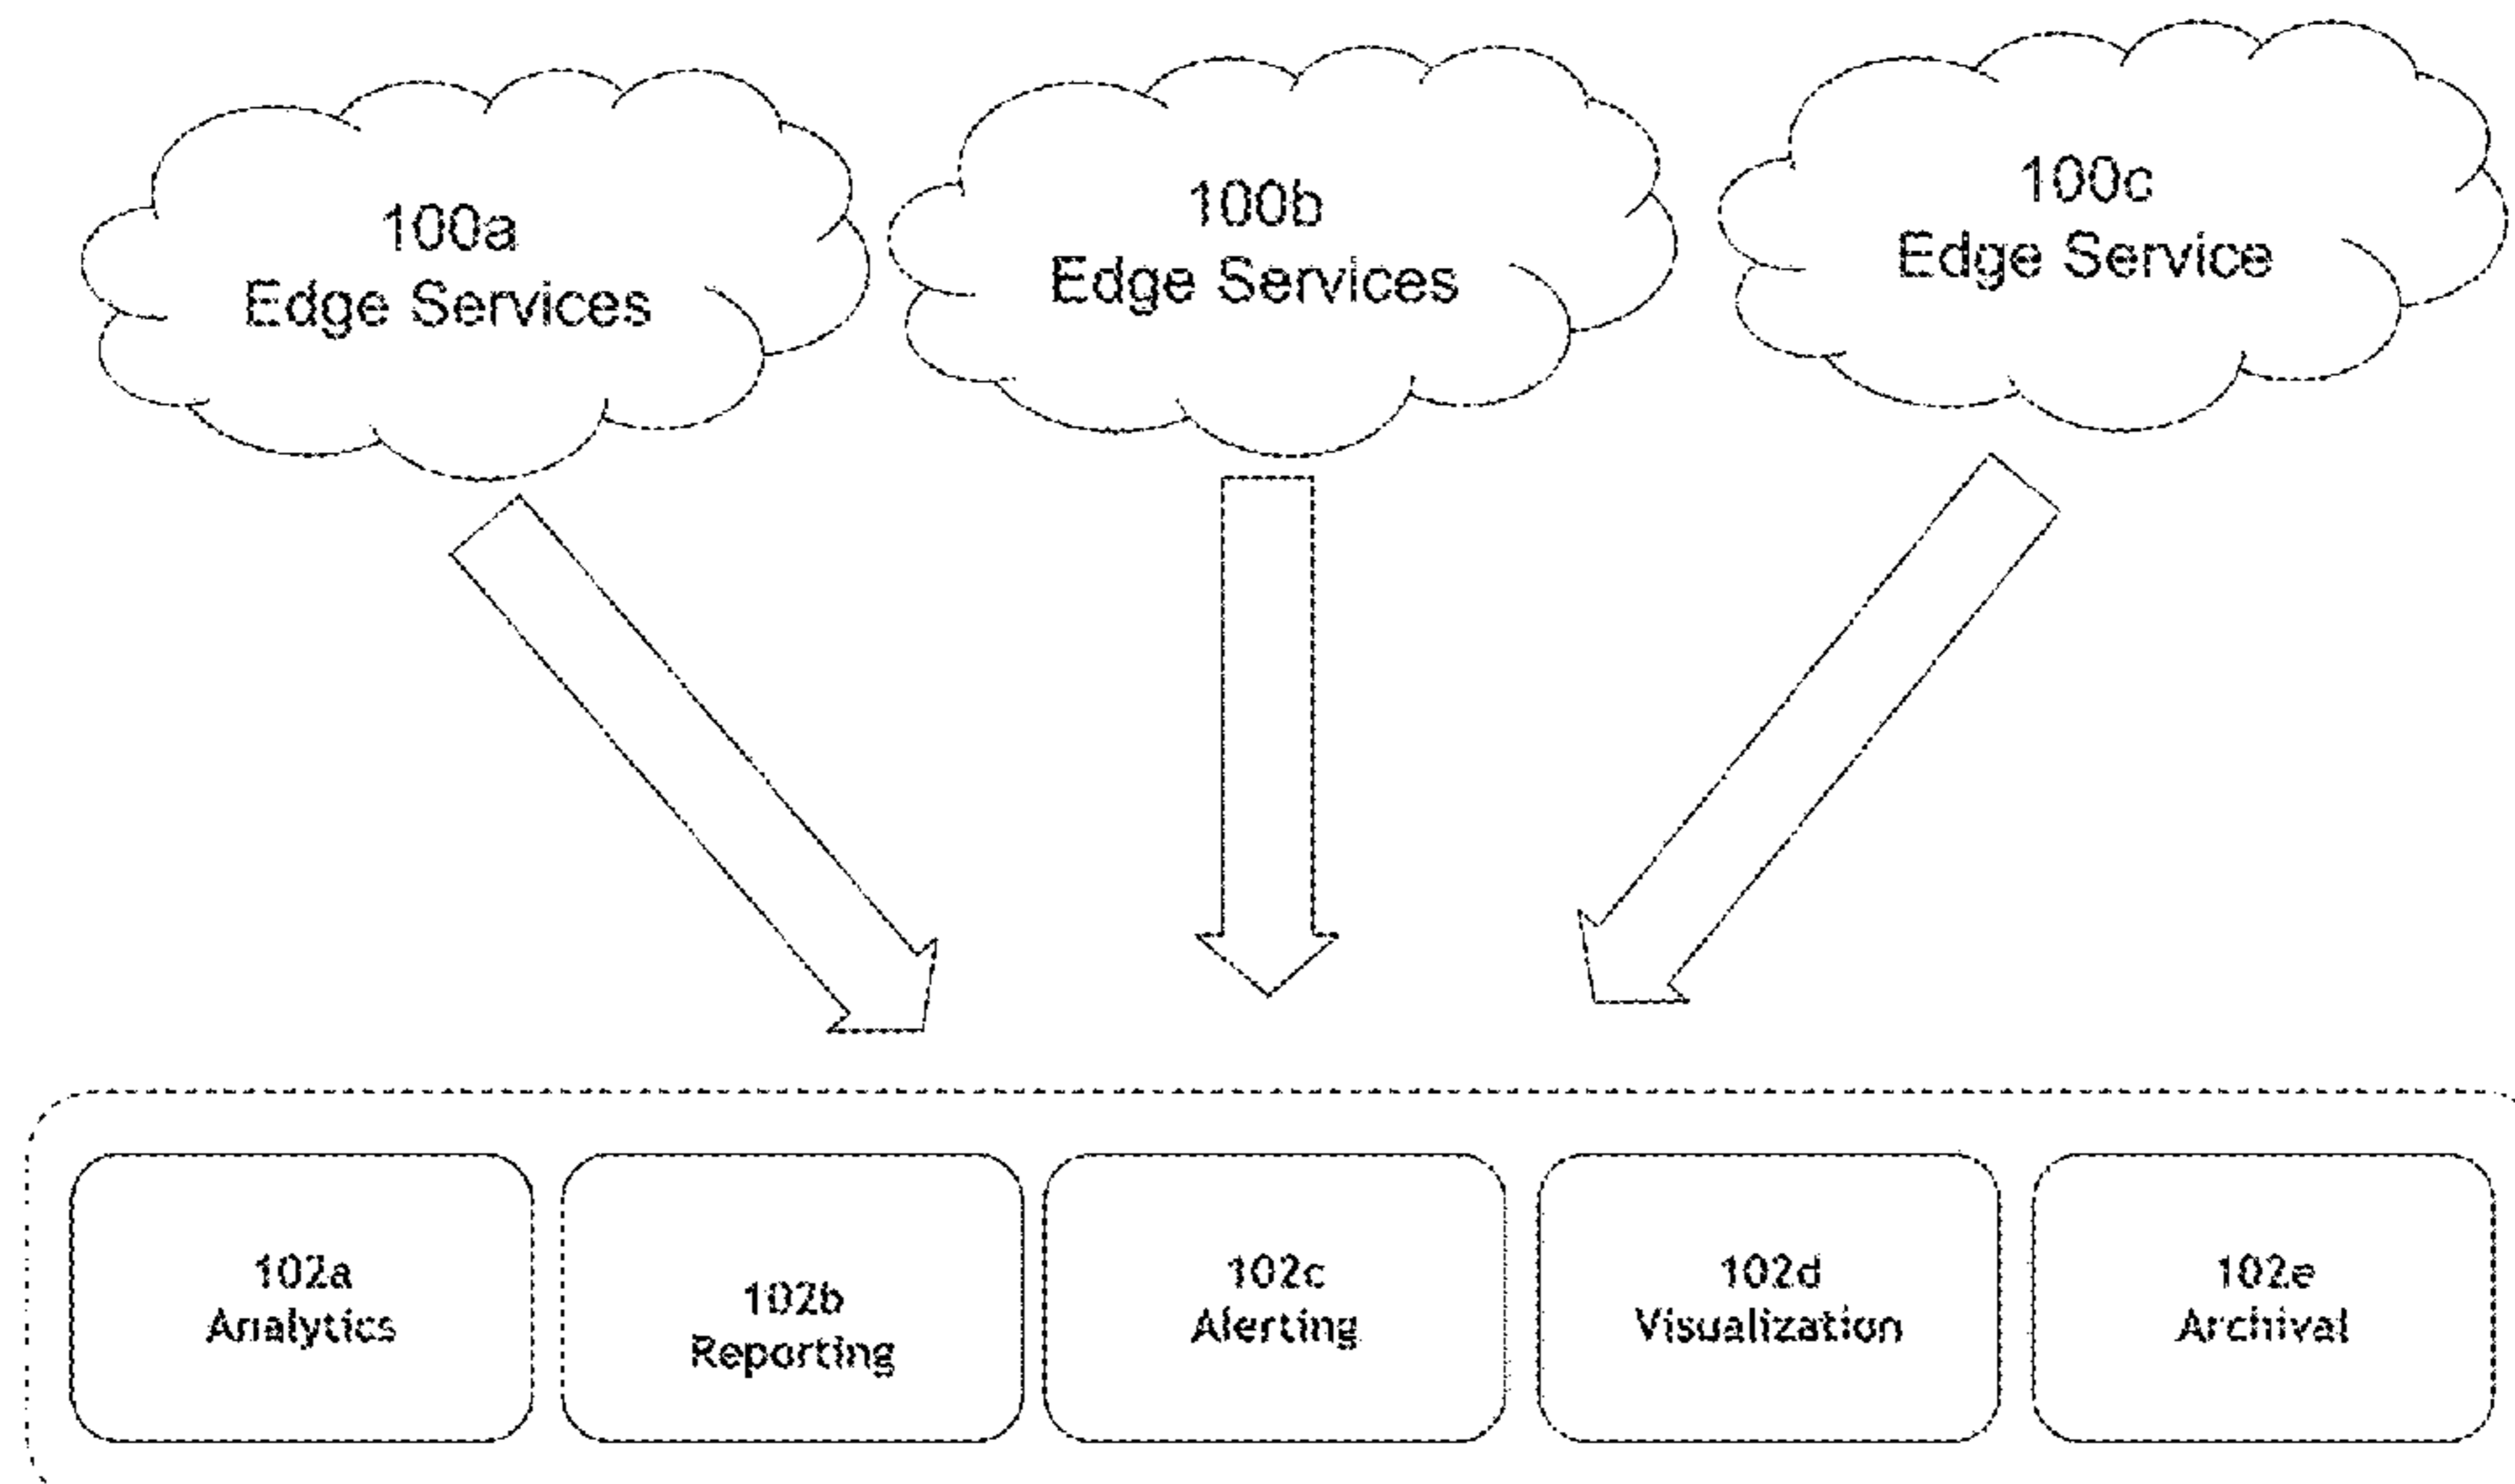 100a
Edge Services
100b
Edge Services
100c
Edge Service
102a
Analytics
102b
Reporting
102c
Alerting
102d
Visualization
102e
Archival